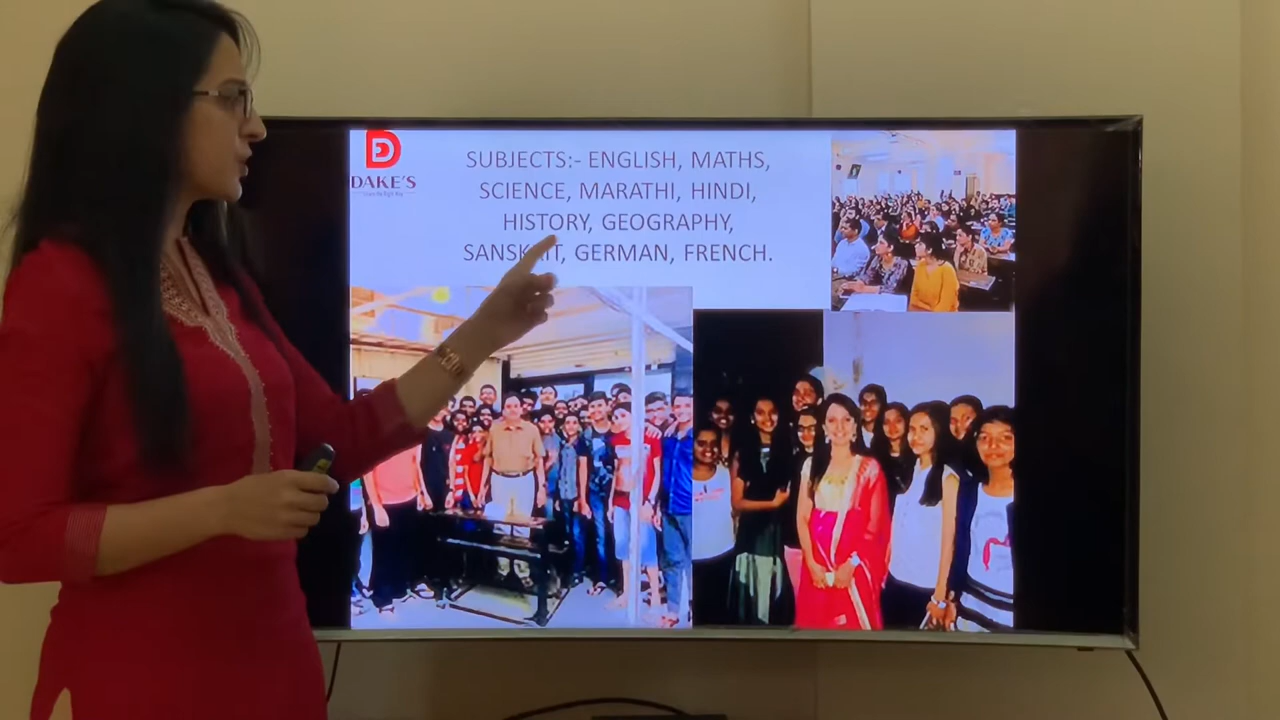 DAKE'S
SUBJECTS:- ENGLISH, MATHS,
SCIENCE, MARATHI, HINDI,
HISTORY, GEOGRAPHY,
GERMAN, FRENCH.